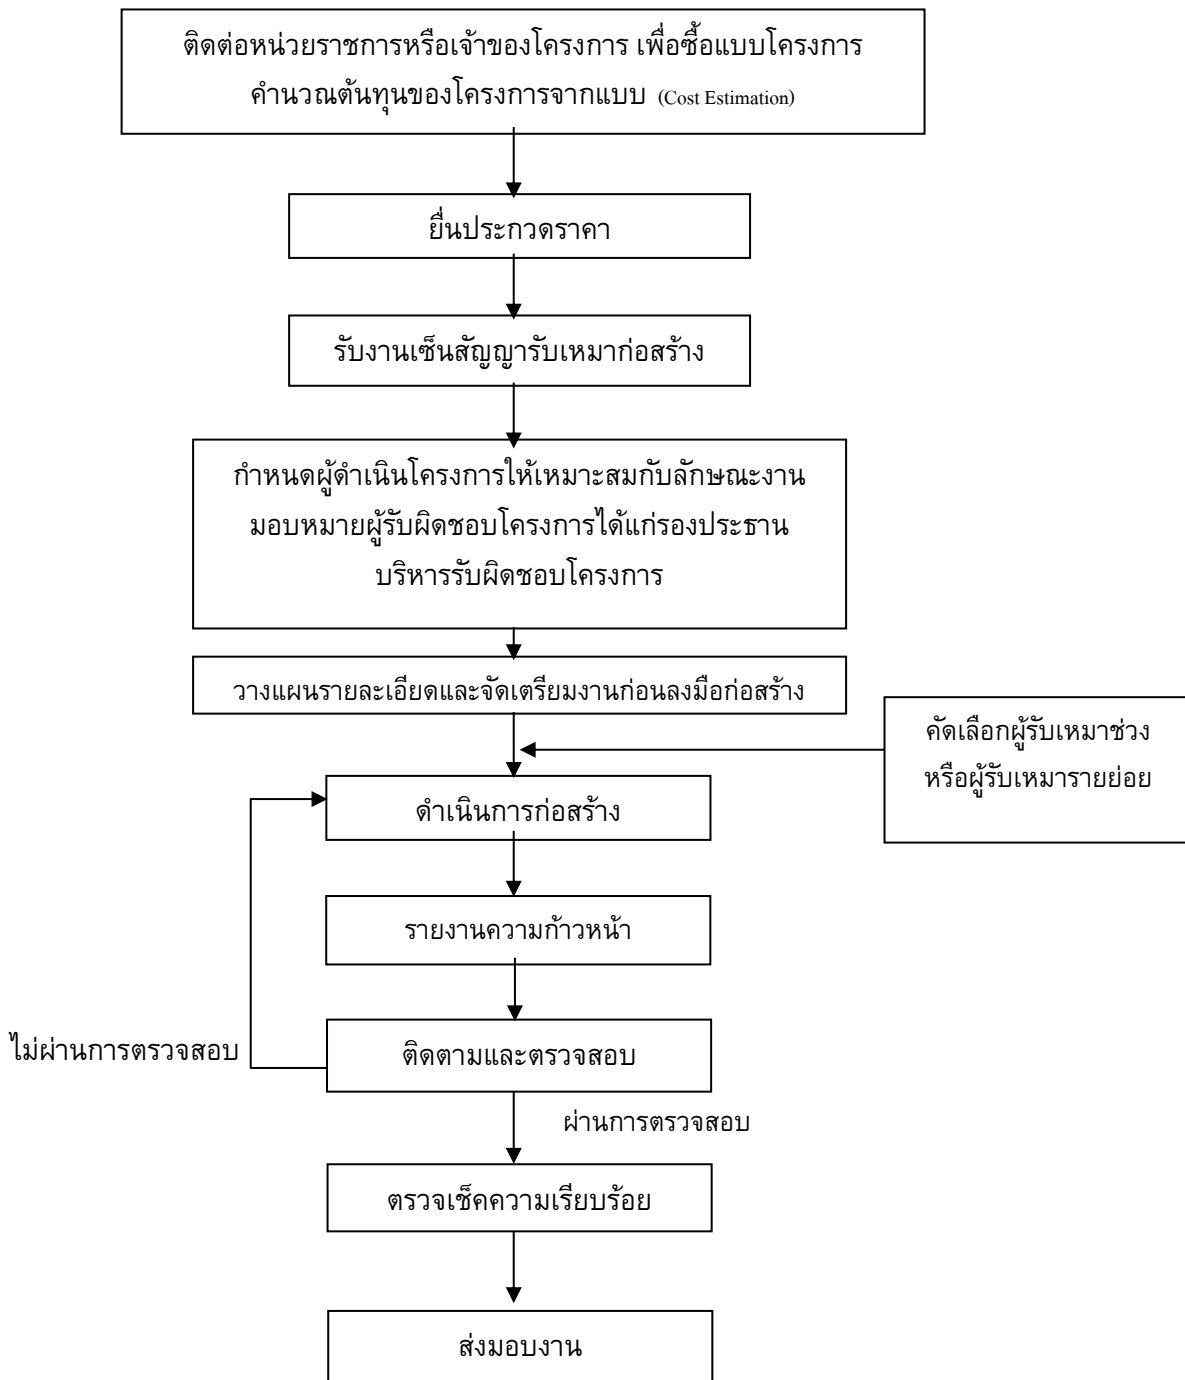 ติดต่อหน่วยราชการหรือเจ้าของโครงการ เพื่อซื้อแบบโครงการ
คำนวณต้นทุนของโครงการจากแบบ (Cost Estimation)
ยื่นประกวดราคา
รับงานเซ็นสัญญารับเหมาก่อสร้าง
กำหนดผู้ดำเนินโครงการให้เหมาะสมกับลักษณะงาน
มอบหมายผู้รับผิดชอบโครงการได้แก่รองประธาน
บริหารรับผิดชอบโครงการ
วางแผนรายละเอียดและจัดเตรียมงานก่อนลงมือก่อสร้าง
คัดเลือกผู้รับเหมาช่วง
หรือผู้รับเหมารายย่อย
ดำเนินการก่อสร้าง
รายงานความก้าวหน้า
ไม่ผ่านการตรวจสอบ
ติดตามและตรวจสอบ
ผ่านการตรวจสอบ
ตรวจเช็คความเรียบร้อย
ส่งมอบงาน